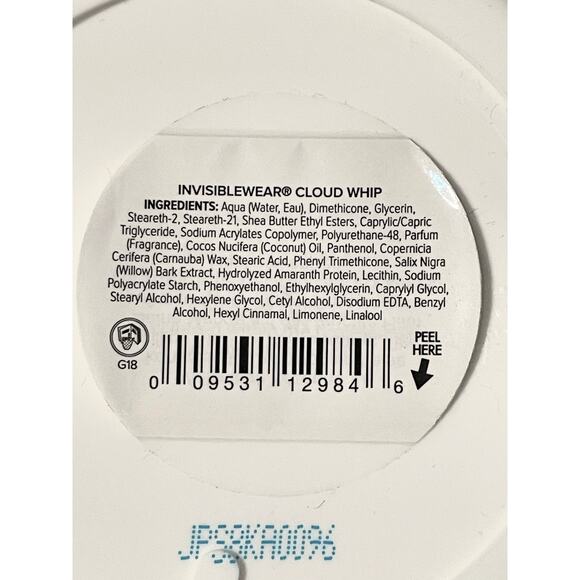 INVISIBLEWEAR® CLOUD WHIP
INGREDIENTS: Aqua (Water, Eau), Dimethicone, Glycerin,
Steareth-2, Steareth-21, Shea Butter Ethyl Esters, Caprylic/Capric
Triglyceride, Sodium Acrylates Copolymer, Polyurethane-48, Parfum
(Fragrance), Cocos Nucifera (Coconut) Oil, Panthenol, Copernicia
Cerifera (Carnauba) Wax, Stearic Acid, Phenyl Trimethicone, Salix Nigra
(Willow) Bark Extract, Hydrolyzed Amaranth Protein, Lecithin, Sodium
Polyacrylate Starch, Phenoxyethanol, Ethylhexylglycerin, Caprylyl Glycol,
Stearyl Alcohol, Hexylene Glycol, Cetyl Alcohol, Disodium EDTA, Benzyl
Alcohol, Hexyl Cinnamal, Limonene, Linalool
G18
PEEL
HERE
0 09531 12984 6
JPS8KA0096